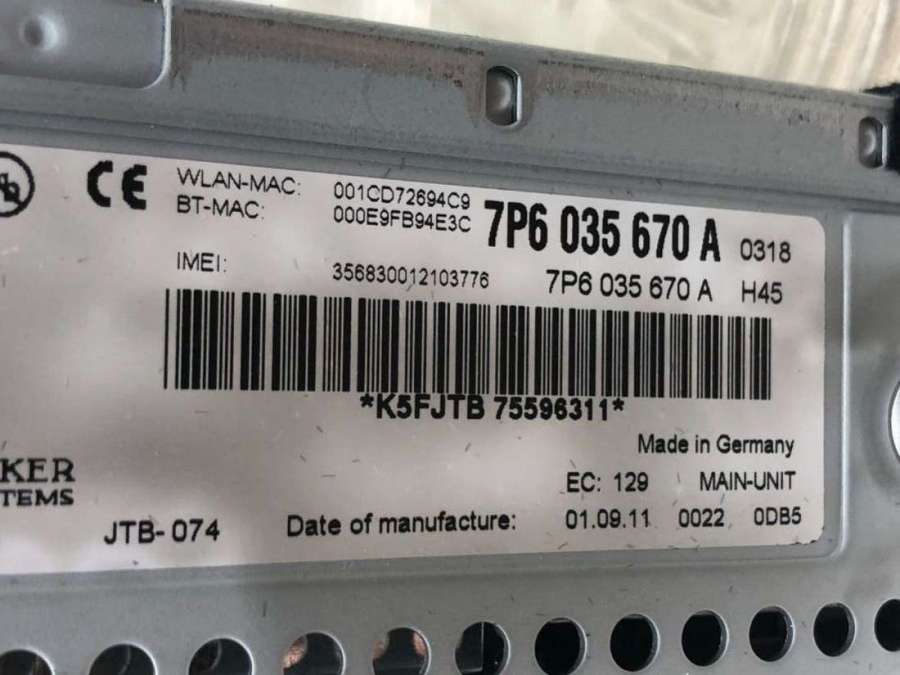 CE
WLAN-MAC: 001CD72694C9
BT-MAC: 000E9FB94E3C
7P6 035 670 A 0318
IMEI: 356830012103776
7P6 035 670 A H45
*K5FJTB 75596311*
Made in Germany
KER
TEMS
EC: 129 MAIN-UNIT
JTB-074 Date of manufacture: 01.09.11 0022 0DB5